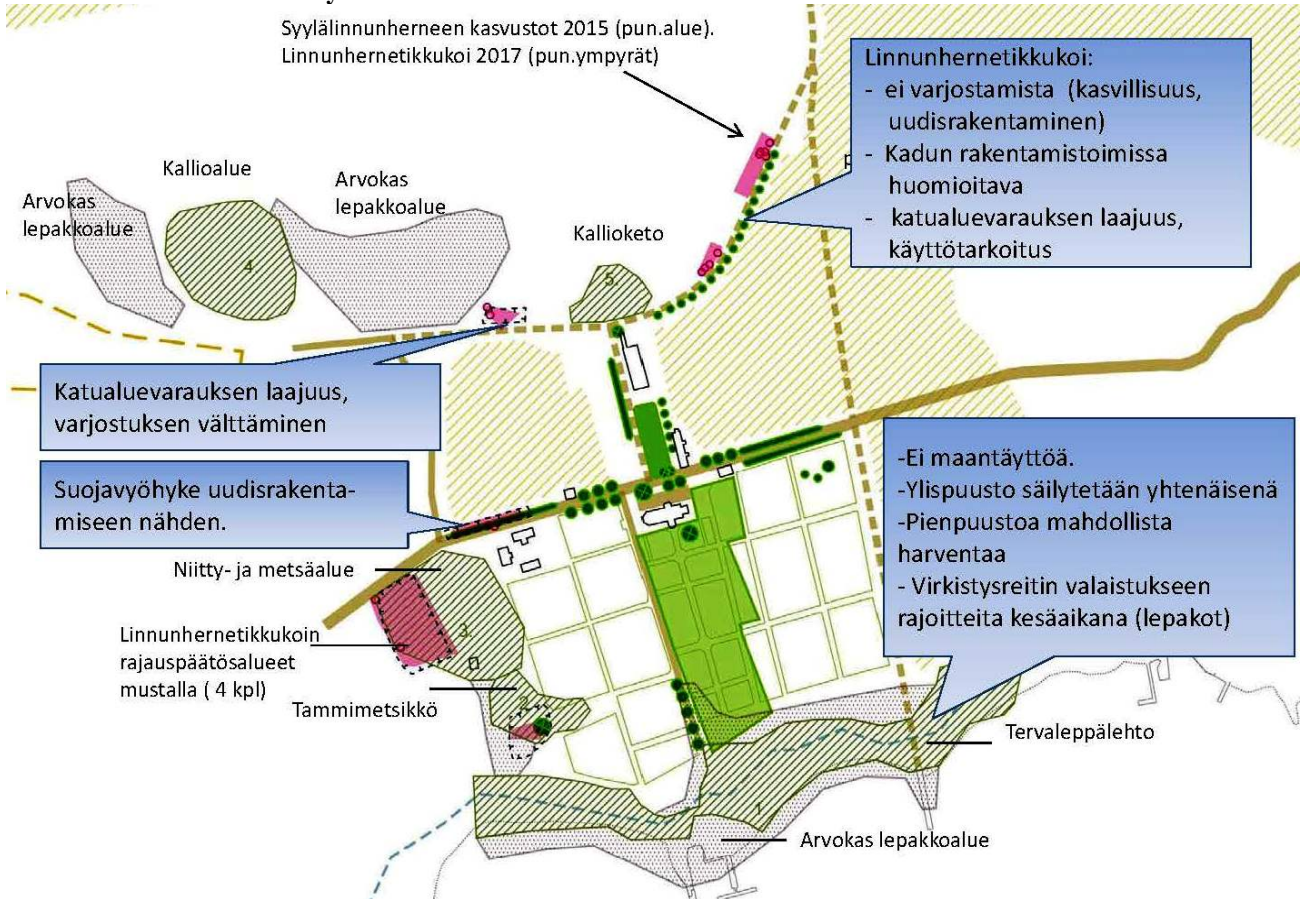 Syylälinnunherneen kasvustot 2015 (pun.alue).
Linnunhernetikkukoi 2017 (pun.ympyrät)
Linnunhernetikkukoi:
- ei varjostamista (kasvillisuus,
uudisrakentaminen)
- Kadun rakentamistoimissa
huomioitava
- katualuevarauksen laajuus,
käyttötarkoitus
Kallioalue
Arvokas
lepakkoalue
Arvokas
lepakkoalue
Kallioketo
4.
5.
Katualuevarauksen laajuus,
varjostuksen välttäminen
Suojavyöhyke uudisrakenta-
miseen nähden.
-Ei maantäyttöä.
-Ylispuusto säilytetään yhtenäisenä
-Pienpuustoa mahdollista
harventaa
- Virkistysreitin valaistukseen
rajoitteita kesäaikana (lepakot)
Niitty- ja metsäalue
3.
Linnunhernetikkukoin
rajauspäätösalueet
mustalla ( 4 kpl)
Tammimetsikkö
Tervaleppälehto
1.
Arvokas lepakkoalue